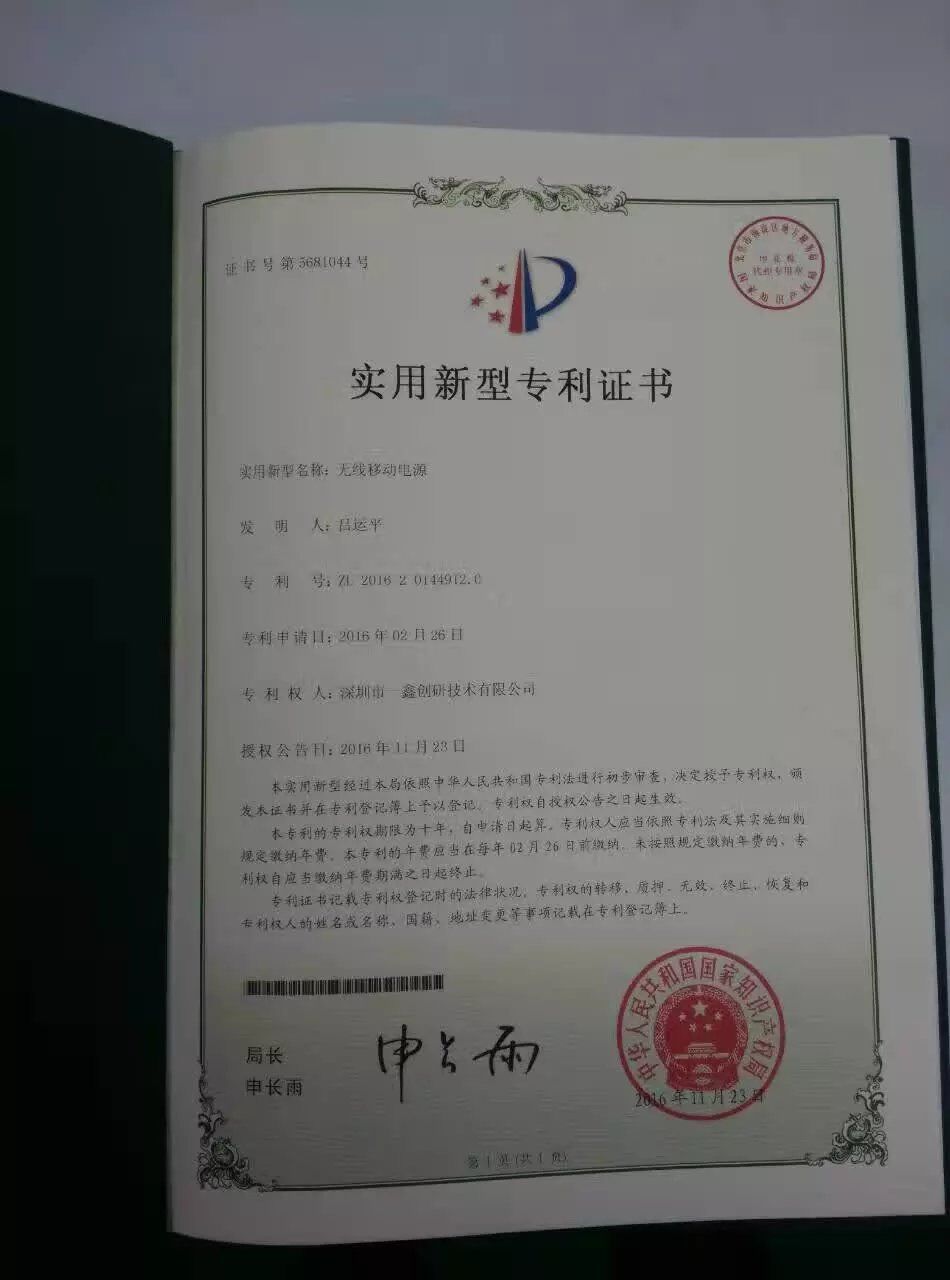 证书号第5681044号
实用新型专利证书
实用新型名称：无线移动电源
发 明 人：吕运平
专 利 号：ZL 2016 2 0144912.0
专利申请日：2016年02月26日
专 利 权 人：深圳市一鑫创研技术有限公司
授权公告日：2016年11月23日
本实用新型经过本局依照中华人民共和国专利法进行初步审查，决定授予专利权，颁
发本证书并在专利登记簿上予以登记。专利权自授权公告之日起生效。
本专利的专利权期限为十年，自申请日起算。专利权人应当依照专利法及其实施细则
规定缴纳年费。本专利的年费应当在每年02月26日前缴纳。未按照规定缴纳年费的，专
利权自应当缴纳年费期满之日起终止。
专利证书记载专利权登记时的法律状况。专利权的转移、质押、无效、终止、恢复和
专利权人的姓名或名称、国籍、地址变更等事项记载在专利登记簿上。
局长
申长雨
申长雨
中华人民共和国国家知识产权局
2016年11月23日
第1页(共1页)